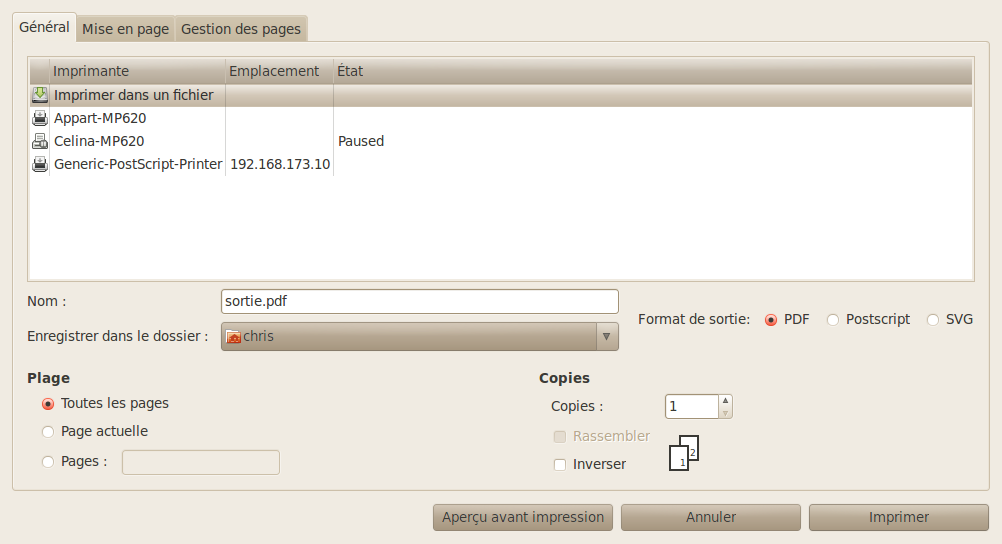 Général Mise en page Gestion des pages
Imprimante Emplacement État
Imprimer dans un fichier
Appart-MP620
Celina-MP620 Paused
Generic-PostScript-Printer 192.168.173.10
Nom : sortie.pdf
Enregistrer dans le dossier : chris
Format de sortie: PDF Postscript SVG
Plage
Toutes les pages
Page actuelle
Pages :
Copies
Copies : 1
Rassembler
Inverser
2
1
Aperçu avant impression Annuler Imprimer